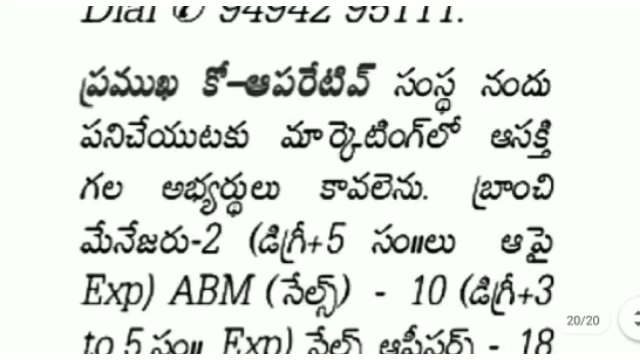 Dial ✆ 94942 95111.
ప్రముఖ కో-ఆపరేటివ్ సంస్థ నందు
పనిచేయుటకు మార్కెటింగ్‌లో ఆసక్తి
గల అభ్యర్థులు కావలెను. బ్రాంచి
మేనేజరు-2 (డిగ్రీ+5 సం॥లు ఆపై
Exp) ABM (సేల్స్) - 10 (డిగ్రీ+3
20/20
to 5 సం॥ Exp) సేల్స్ ఆఫీసర్స్ - 18